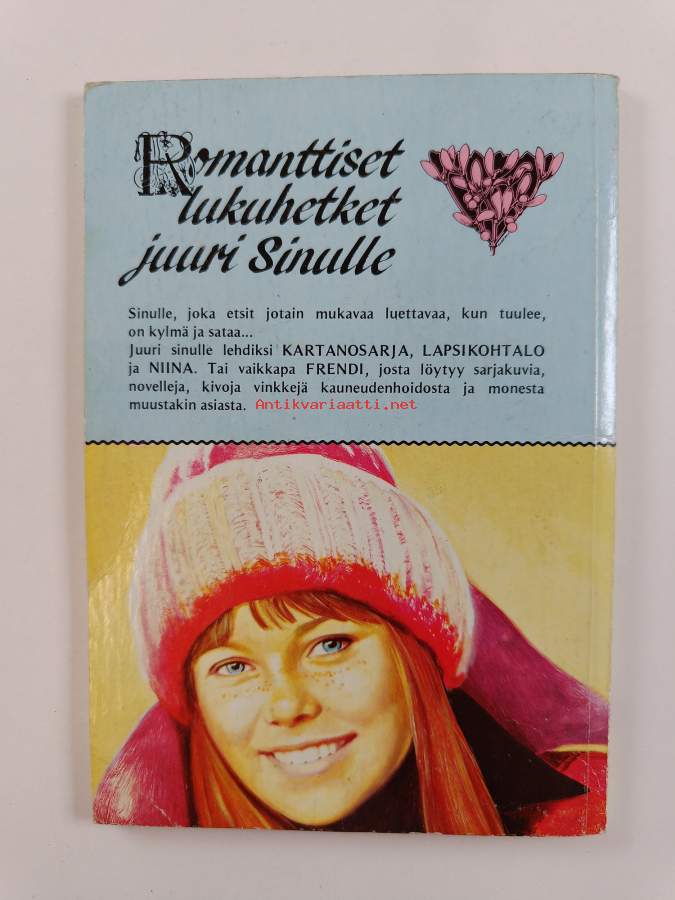 Romanttiset
lukuhetket
juuri Sinulle
Sinulle, joka etsit jotain mukavaa luettavaa, kun tuulee,
on kylmä ja sataa...
Juuri sinulle lehdiksi KARTANOSARJA, LAPSIKOHTALO
ja NIINA. Tai vaikkapa FRENDI, josta löytyy sarjakuvia,
novelleja, kivoja vinkkejä kauneudenhoidosta ja monesta
muustakin asiasta. Antikvariaatti.net